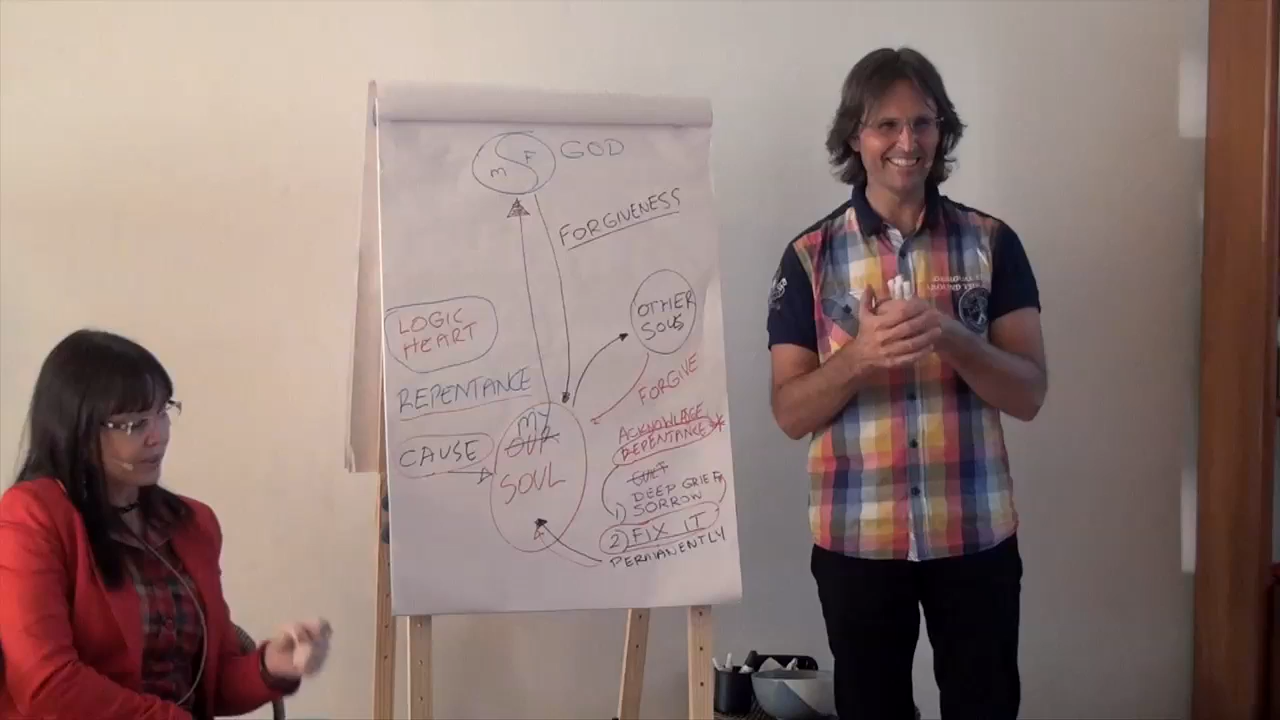 M F GOD
FORGIVENESS
OTHER
SOULS
LOGIC
HEART
FORGIVE
REPENTANCE
ACKNOWLEDGE
REPENTANCE *
CAUSE
MY
OUR
SOUL
GUILT
DEEP GRIEF
1) SORROW
2) FIX IT
PERMANENTLY